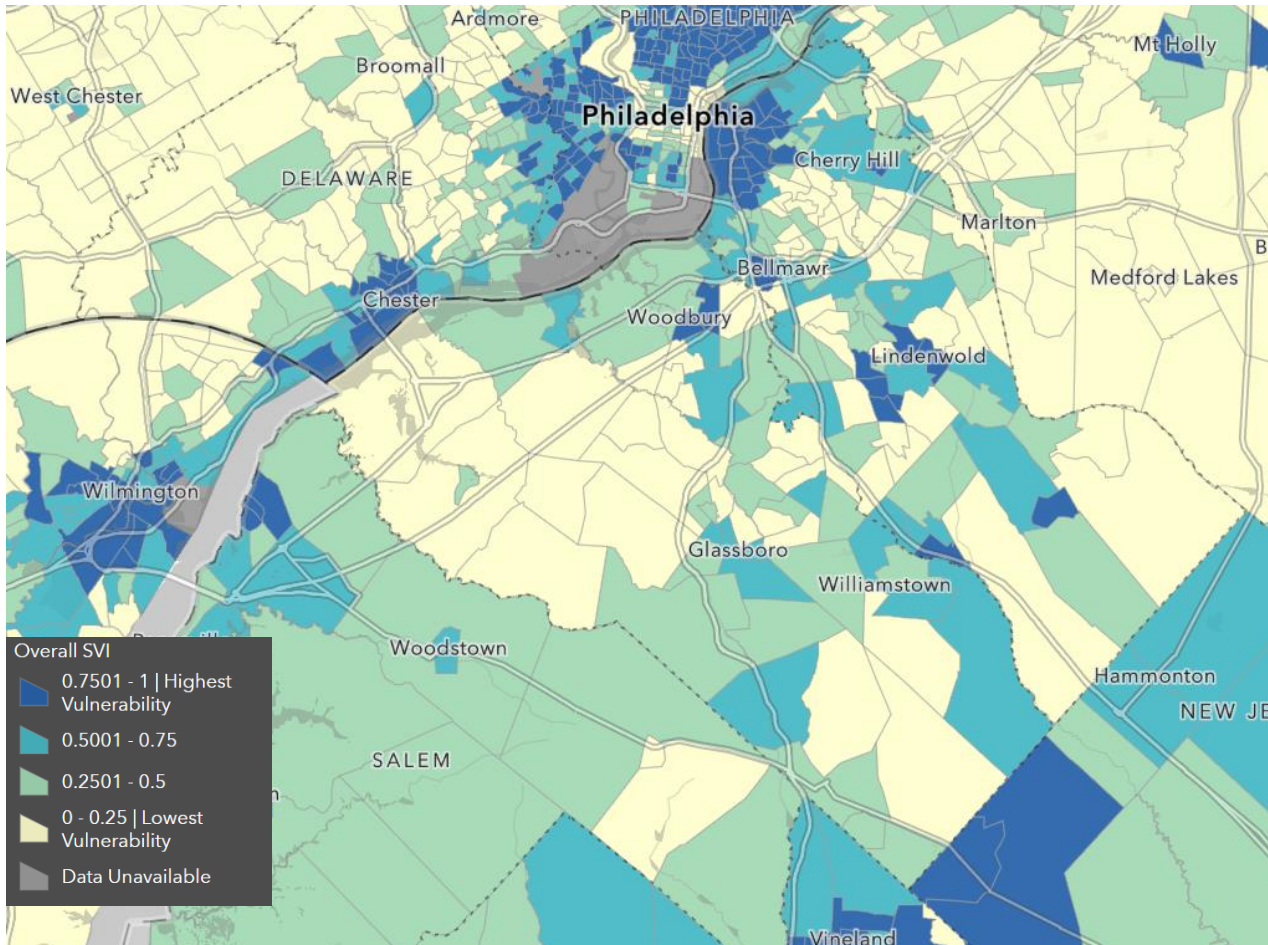 Ardmore
PHILADELPHIA
Mt Holly
Broomall
West Chester
Philadelphia
Cherry Hill
DELAWARE
Marlton
Bellmawr
Medford Lakes
Chester
Woodbury
Lindenwold
Wilmington
Glassboro
Williamstown
Woodstown
Hammonton
NEW JE
SALEM
Vineland
Overall SVI
0.7501 - 1 | Highest
Vulnerability
0.5001 - 0.75
0.2501 - 0.5
0 - 0.25 | Lowest
Vulnerability
Data Unavailable